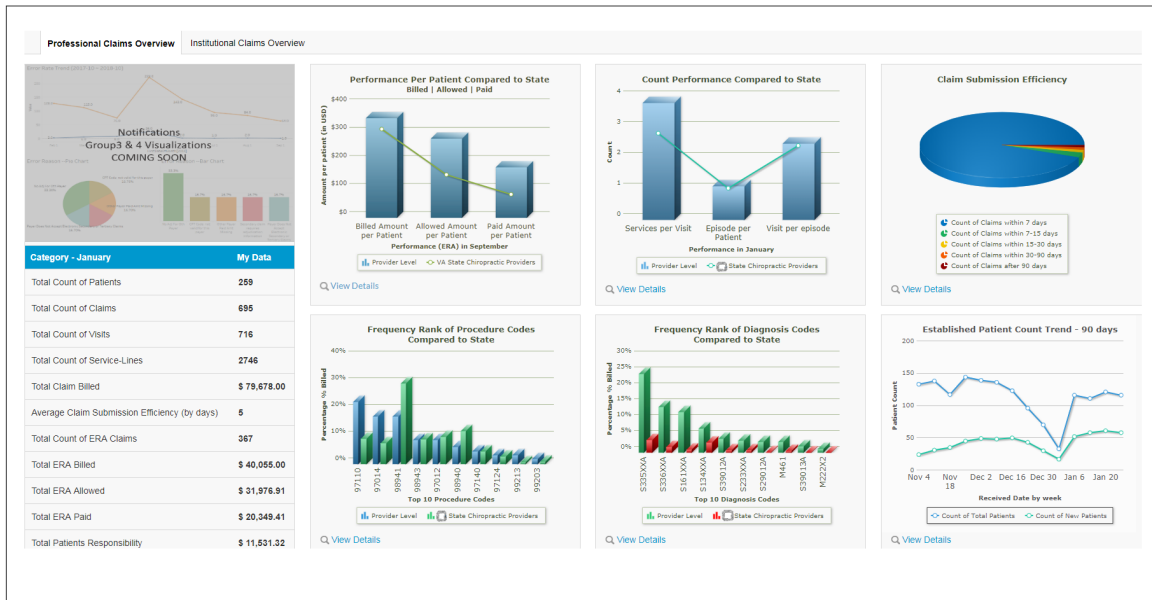 Professional Claims Overview
Institutional Claims Overview
Notifications
Group3 & 4 Visualizations
COMING SOON
Category - January My Data
Total Count of Patients 259
Total Count of Claims 695
Total Count of Visits 716
Total Count of Service-Lines 2746
Total Claim Billed $ 79,678.00
Average Claim Submission Efficiency (by days) 5
Total Count of ERA Claims 367
Total ERA Billed $ 40,055.00
Total ERA Allowed $ 31,976.91
Total ERA Paid $ 20,349.41
Total Patients Responsibility $ 11,531.32
Performance Per Patient Compared to State
Billed | Allowed | Paid
Amount per patient (in USD)
$400
$300
$200
$100
$0
Billed Amount per Patient
Allowed Amount per Patient
Paid Amount per Patient
Performance (ERA) in September
Provider Level VA State Chiropractic Providers
View Details
Count Performance Compared to State
Count
4
3
2
1
0
Services per Visit
Episode per Patient
Visit per episode
Performance in January
Provider Level State Chiropractic Providers
View Details
Claim Submission Efficiency
Count of Claims within 7 days
Count of Claims within 7-15 days
Count of Claims within 15-30 days
Count of Claims within 30-90 days
Count of Claims after 90 days
View Details
Frequency Rank of Procedure Codes
Compared to State
Percentage % Billed
40%
30%
20%
10%
0%
97110
97014
98941
98943
97012
98940
97140
97124
99213
99203
Top 10 Procedure Codes
Provider Level State Chiropractic Providers
View Details
Frequency Rank of Diagnosis Codes
Compared to State
Percentage % Billed
30%
25%
20%
15%
10%
5%
0%
S335XXA
S336XXA
S161XXA
S134XXA
S39012A
S233XXA
S29012A
M461
S39013A
M222X2
Top 10 Diagnosis Codes
Provider Level State Chiropractic Providers
View Details
Established Patient Count Trend - 90 days
Patient Count
200
150
100
50
0
Nov 4
Nov 18
Dec 2
Dec 16
Dec 30
Jan 6
Jan 20
Received Date by week
Count of Total Patients Count of New Patients
View Details